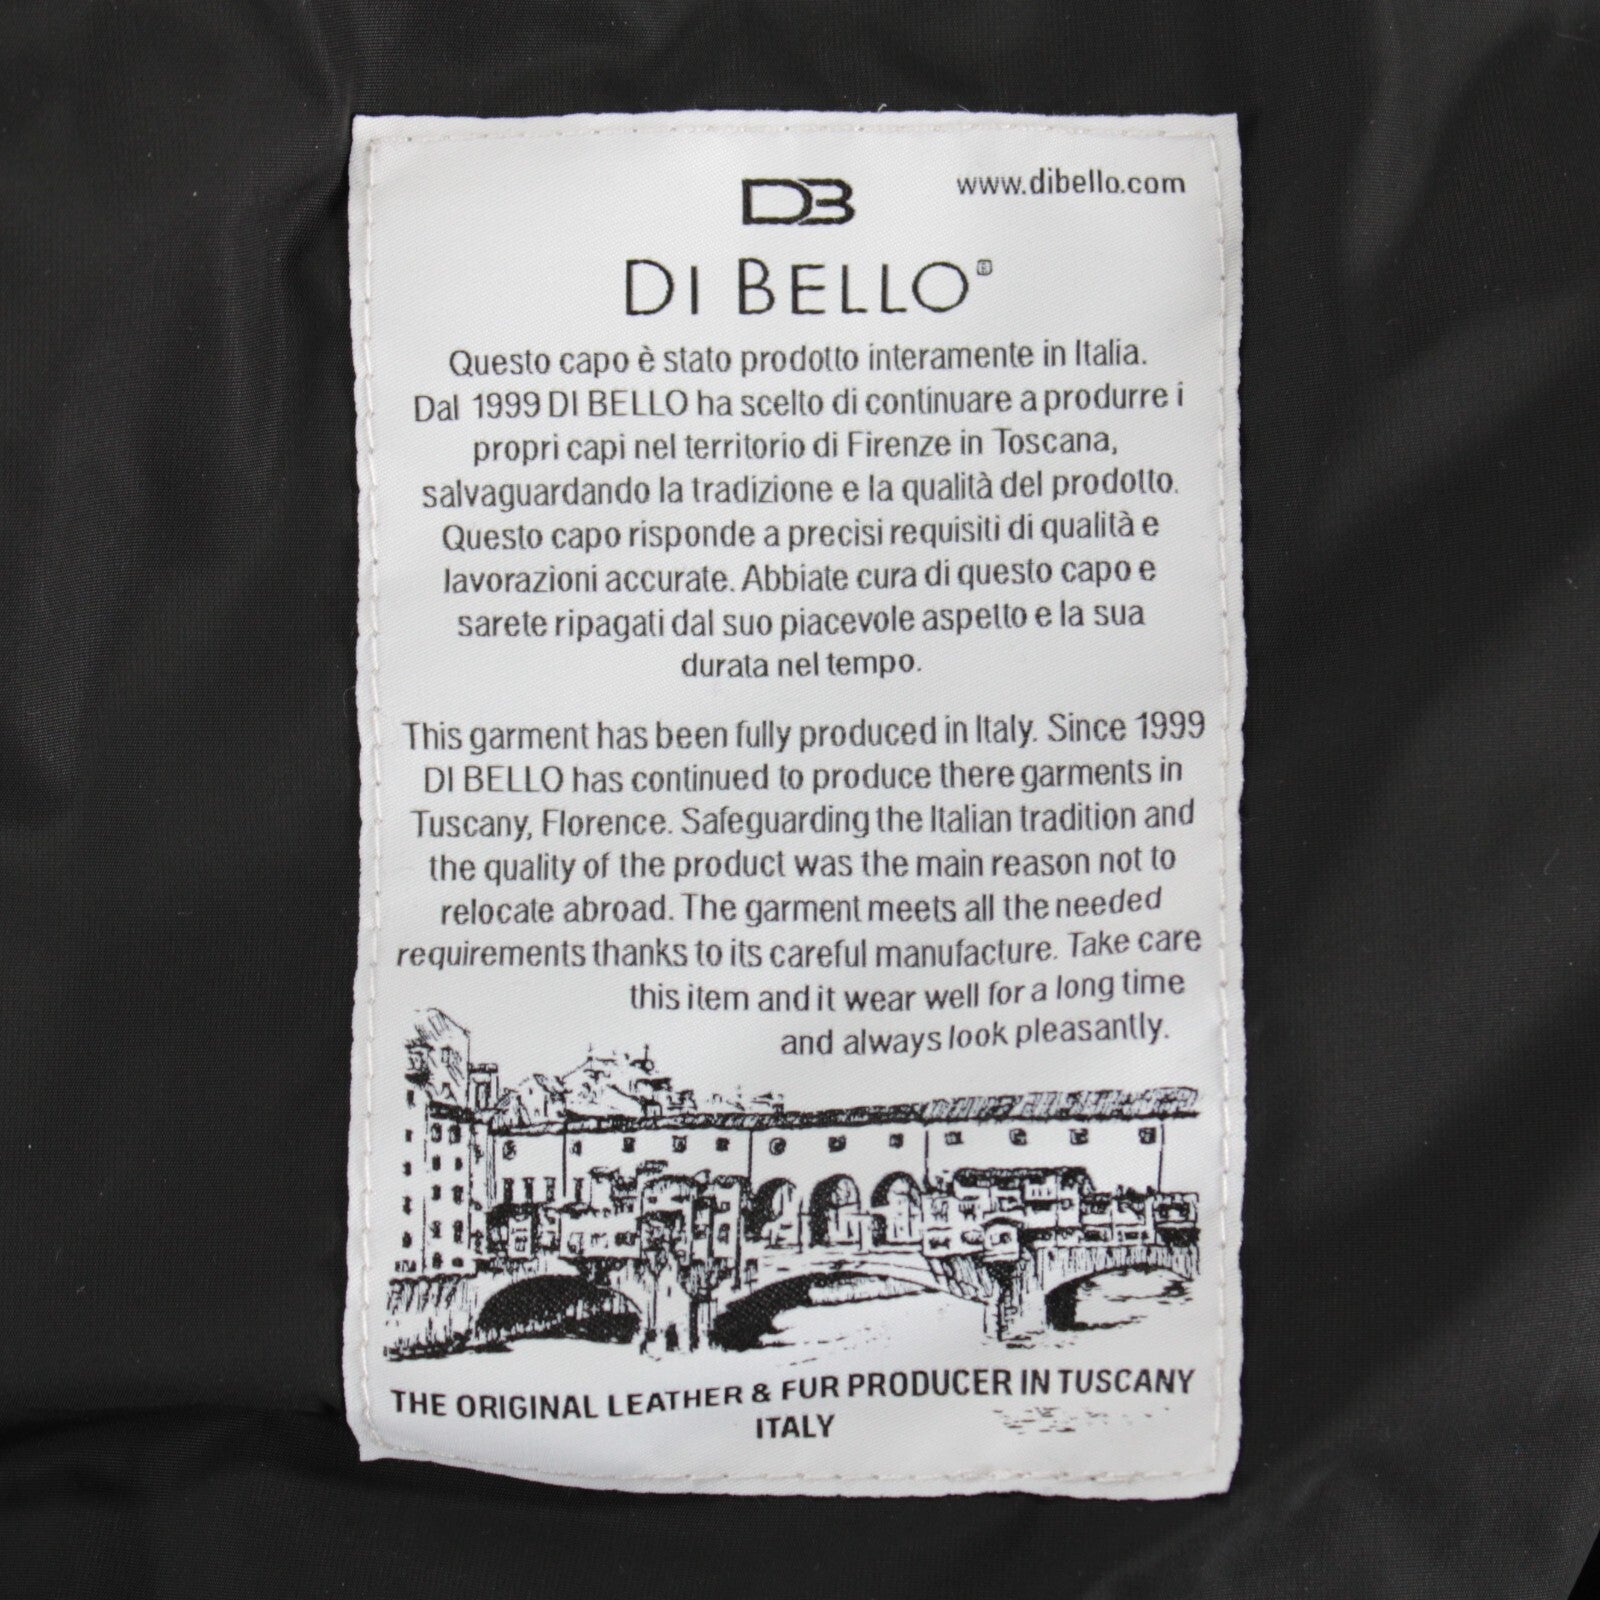 DB
www.dibello.com
DI BELLO®
Questo capo è stato prodotto interamente in Italia.
Dal 1999 DI BELLO ha scelto di continuare a produrre i
propri capi nel territorio di Firenze in Toscana,
salvaguardando la tradizione e la qualità del prodotto.
Questo capo risponde a precisi requisiti di qualità e
lavorazioni accurate. Abbiate cura di questo capo e
sarete ripagati dal suo piacevole aspetto e la sua
durata nel tempo.
This garment has been fully produced in Italy. Since 1999
DI BELLO has continued to produce there garments in
Tuscany, Florence. Safeguarding the Italian tradition and
the quality of the product was the main reason not to
relocate abroad. The garment meets all the needed
requirements thanks to its careful manufacture. Take care
this item and it wear well for a long time
and always look pleasantly.
THE ORIGINAL LEATHER & FUR PRODUCER IN TUSCANY
ITALY